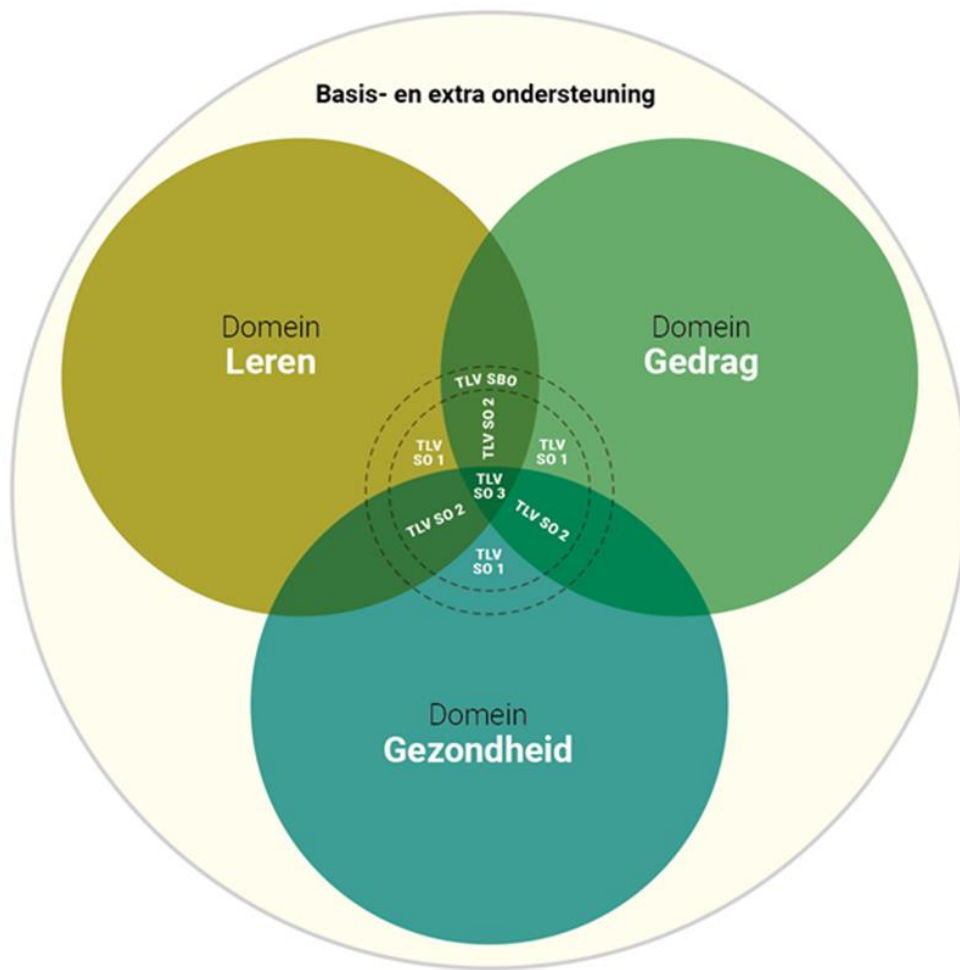 Basis- en extra ondersteuning
Domein
Leren
Domein
Gedrag
TLV SBO
TLV SO 2
TLV
SO 1
TLV
SO 1
TLV
SO 3
TLV SO 2
TLV SO 2
TLV
SO 1
Domein
Gezondheid